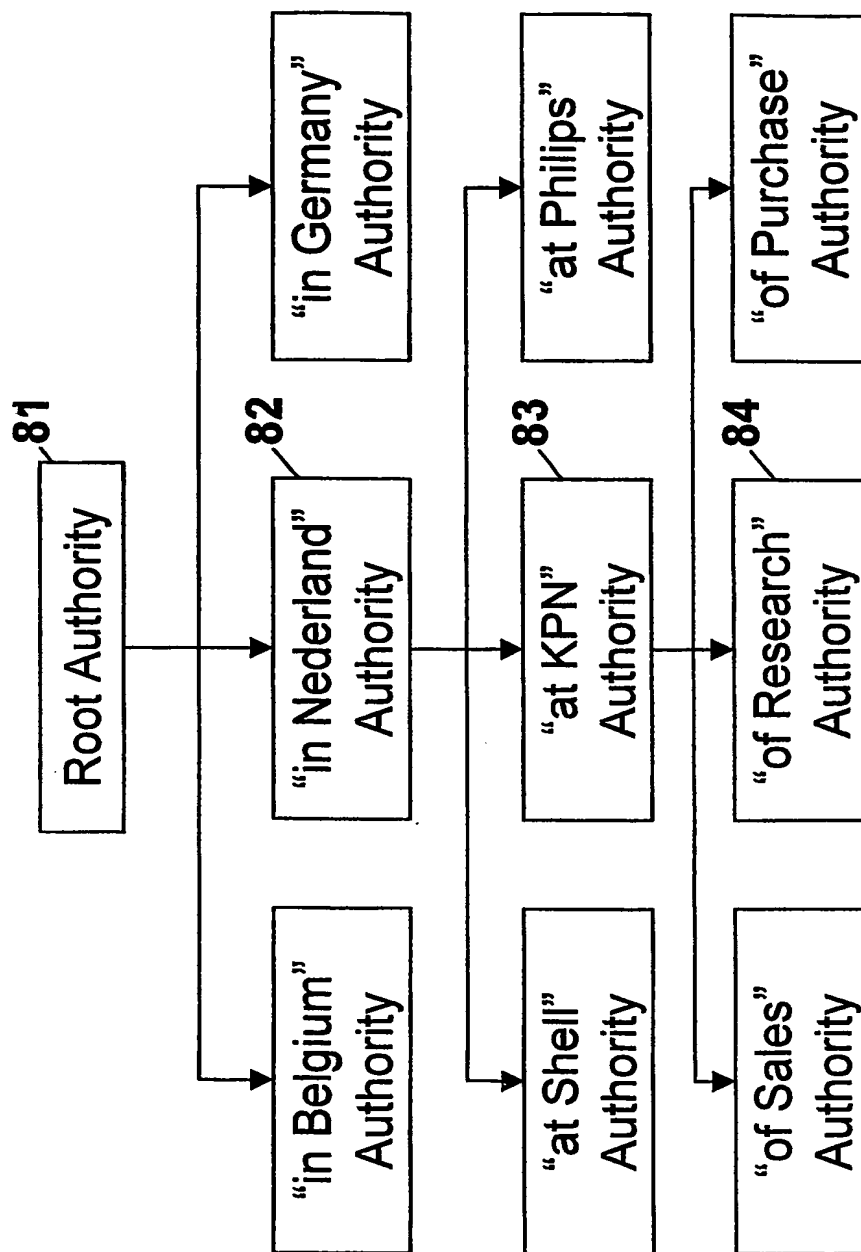 Root Authority
81
“in Belgium”
Authority
“in Nederland”
Authority
82
“in Germany”
Authority
“at Shell”
Authority
“at KPN”
Authority
83
“at Philips”
Authority
“of Sales”
Authority
“of Research”
Authority
84
“of Purchase”
Authority